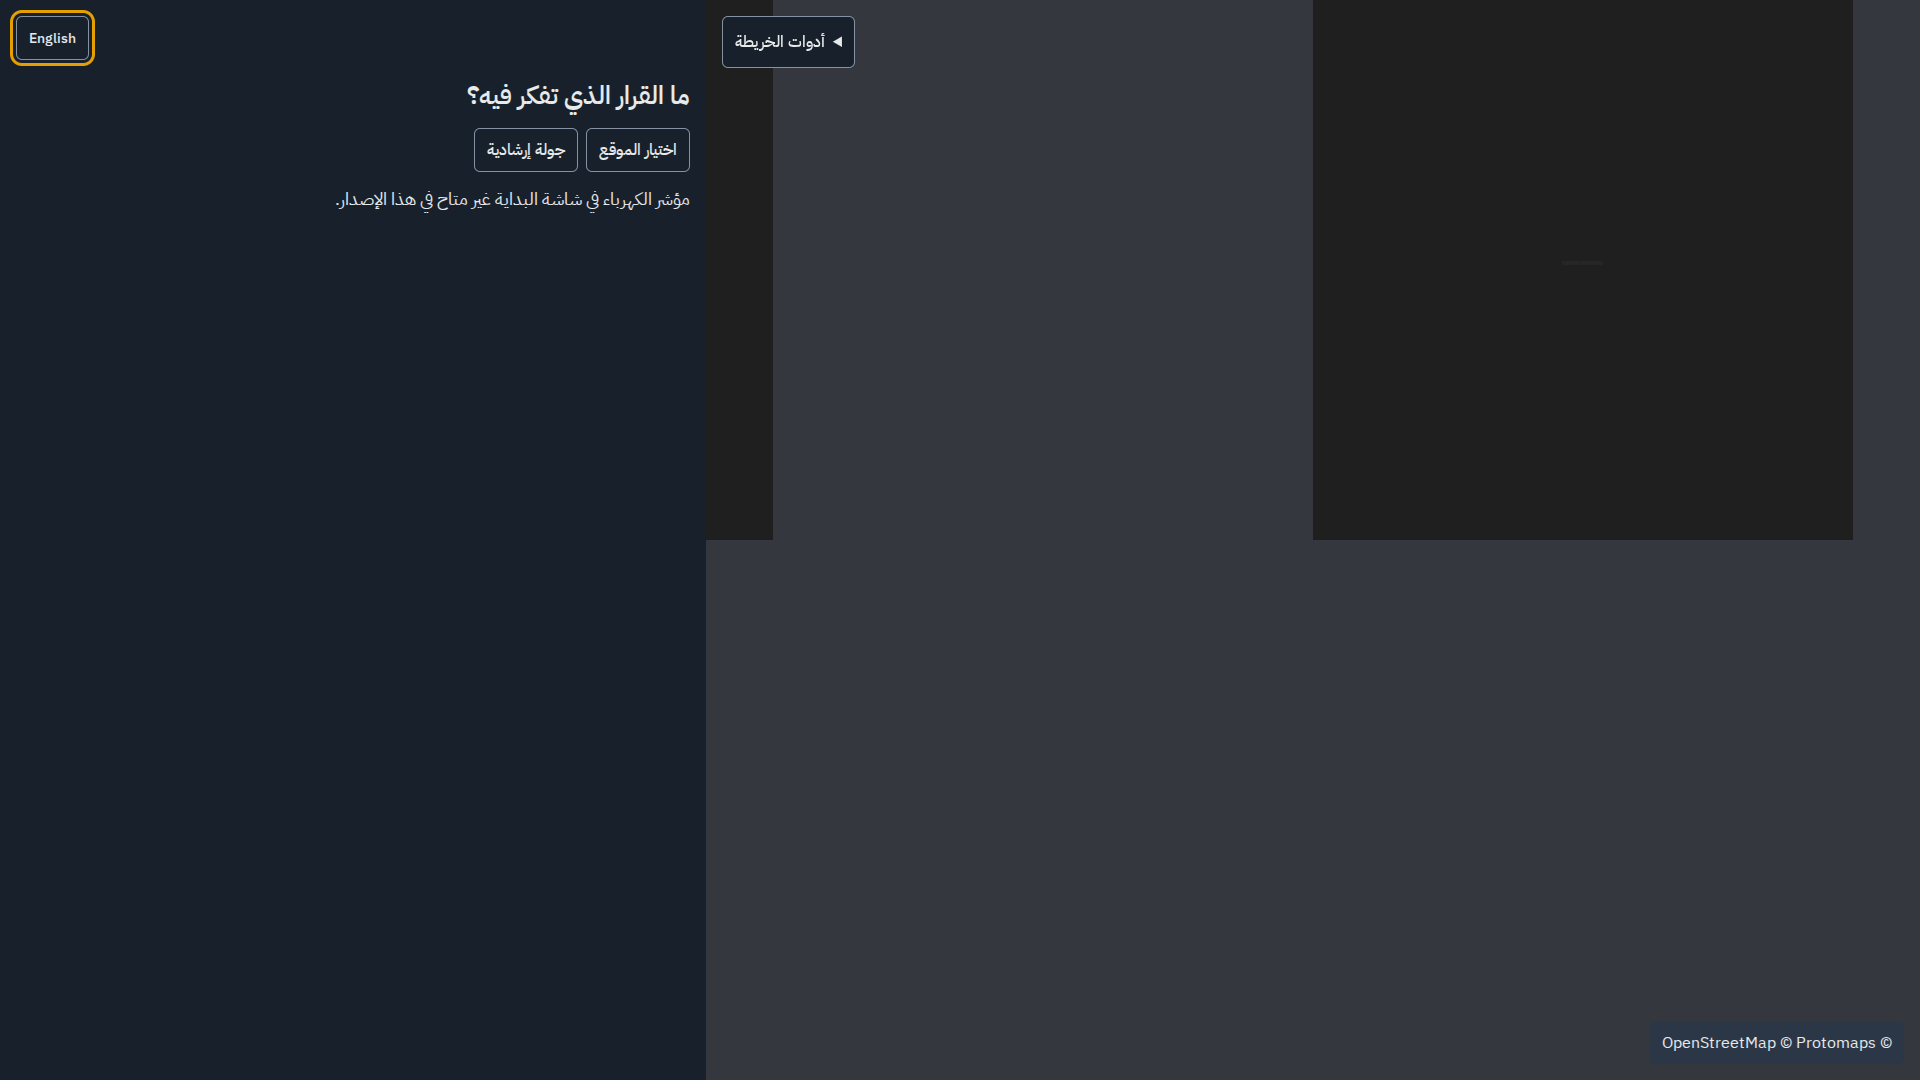 English
ما القرار الذي تفكر فيه؟
اختيار الموقع
جولة إرشادية
مؤشر الكهرباء في شاشة البداية غير متاح في هذا الإصدار.
أدوات الخريطة
OpenStreetMap © Protomaps ©